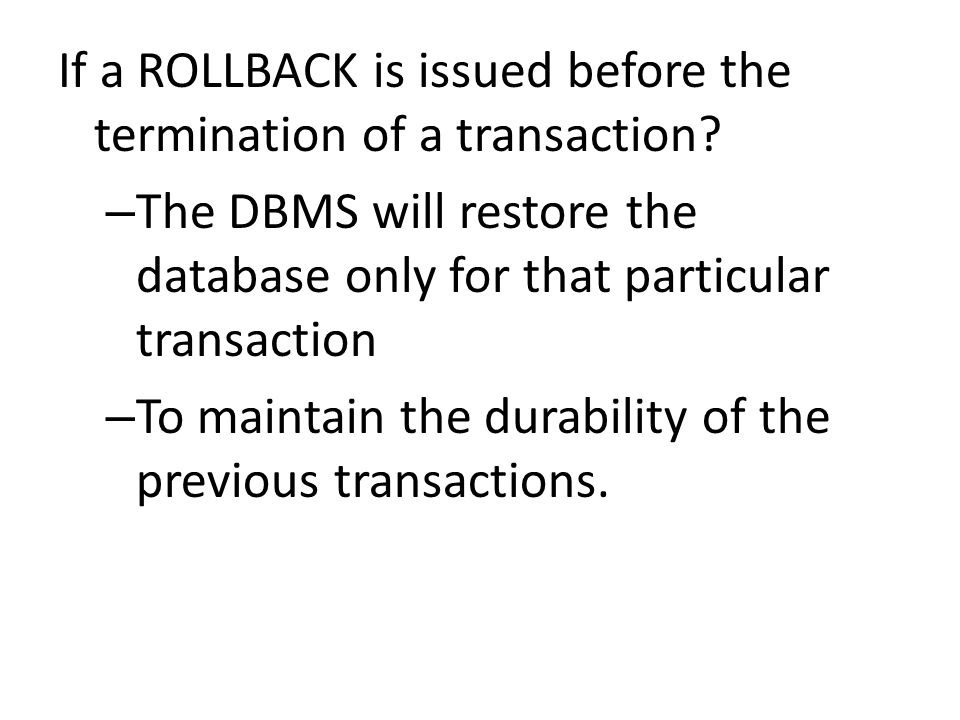 If a ROLLBACK is issued before the
termination of a transaction?
–The DBMS will restore the
database only for that particular
transaction
–To maintain the durability of the
previous transactions.